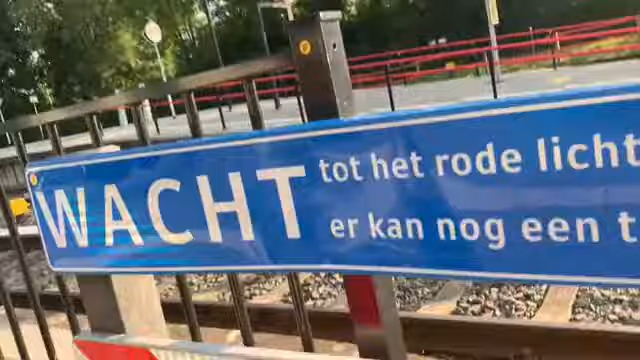 WACHT
tot het rode licht
er kan nog een t